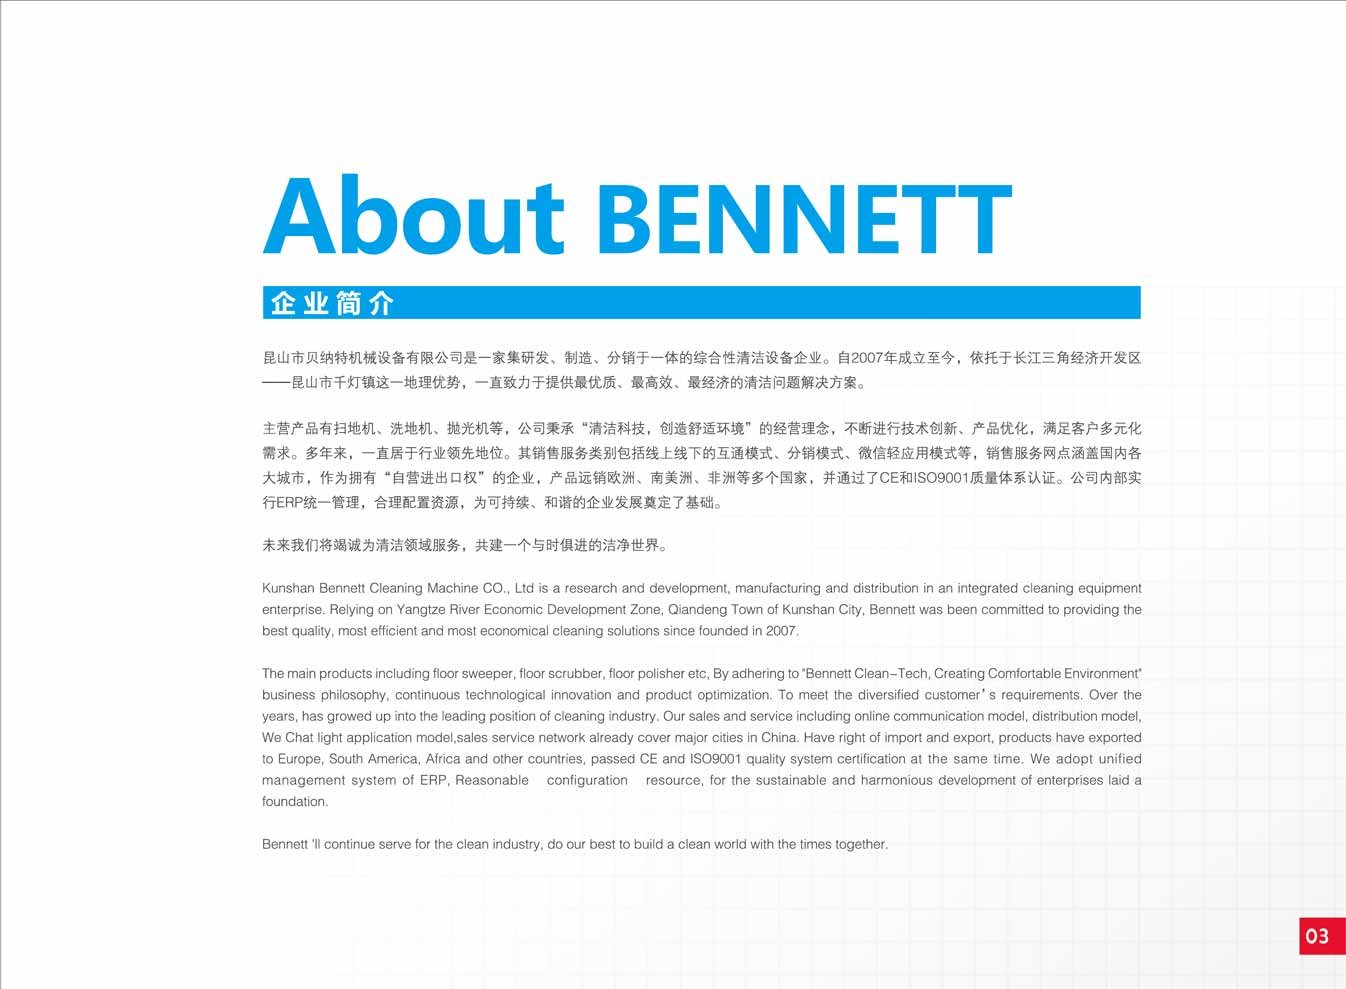 About BENNETT
企业简介
昆山市贝纳特机械设备有限公司是一家集研发、制造、分销于一体的综合性清洁设备企业。自2007年成立至今，依托于长江三角经济开发区
——昆山市千灯镇这一地理优势，一直致力于提供最优质、最高效、最经济的清洁问题解决方案。
主营产品有扫地机、洗地机、抛光机等，公司秉承“清洁科技，创造舒适环境”的经营理念，不断进行技术创新、产品优化，满足客户多元化
需求。多年来，一直居于行业领先地位。其销售服务类别包括线上线下的互通模式、分销模式、微信轻应用模式等，销售服务网点涵盖国内各
大城市，作为拥有“自营进出口权”的企业，产品远销欧洲、南美洲、非洲等多个国家，并通过了CE和ISO9001质量体系认证。公司内部实
行ERP统一管理，合理配置资源，为可持续、和谐的企业发展奠定了基础。
未来我们将竭诚为清洁领域服务，共建一个与时俱进的洁净世界。
Kunshan Bennett Cleaning Machine CO., Ltd is a research and development, manufacturing and distribution in an integrated cleaning equipment
enterprise. Relying on Yangtze River Economic Development Zone, Qiandeng Town of Kunshan City, Bennett was been committed to providing the
best quality, most efficient and most economical cleaning solutions since founded in 2007.
The main products including floor sweeper, floor scrubber, floor polisher etc, By adhering to "Bennett Clean-Tech, Creating Comfortable Environment"
business philosophy, continuous technological innovation and product optimization. To meet the diversified customer's requirements. Over the
years, has growed up into the leading position of cleaning industry. Our sales and service including online communication model, distribution model,
We Chat light application model,sales service network already cover major cities in China. Have right of import and export, products have exported
to Europe, South America, Africa and other countries, passed CE and ISO9001 quality system certification at the same time. We adopt unified
management system of ERP, Reasonable configuration resource, for the sustainable and harmonious development of enterprises laid a
foundation.
Bennett 'll continue serve for the clean industry, do our best to build a clean world with the times together.
03